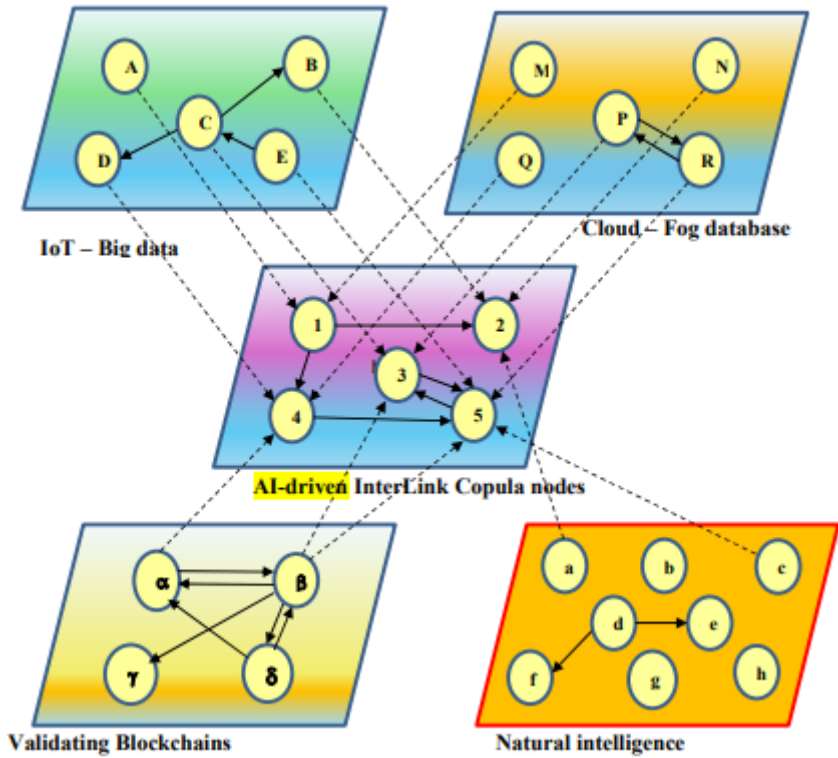 A
B
C
D
E
IoT – Big data
M
N
P
Q
R
Cloud – Fog database
1
2
3
4
5
AI-driven InterLink Copula nodes
α
β
γ
δ
Validating Blockchains
a
b
c
d
e
f
g
h
Natural intelligence